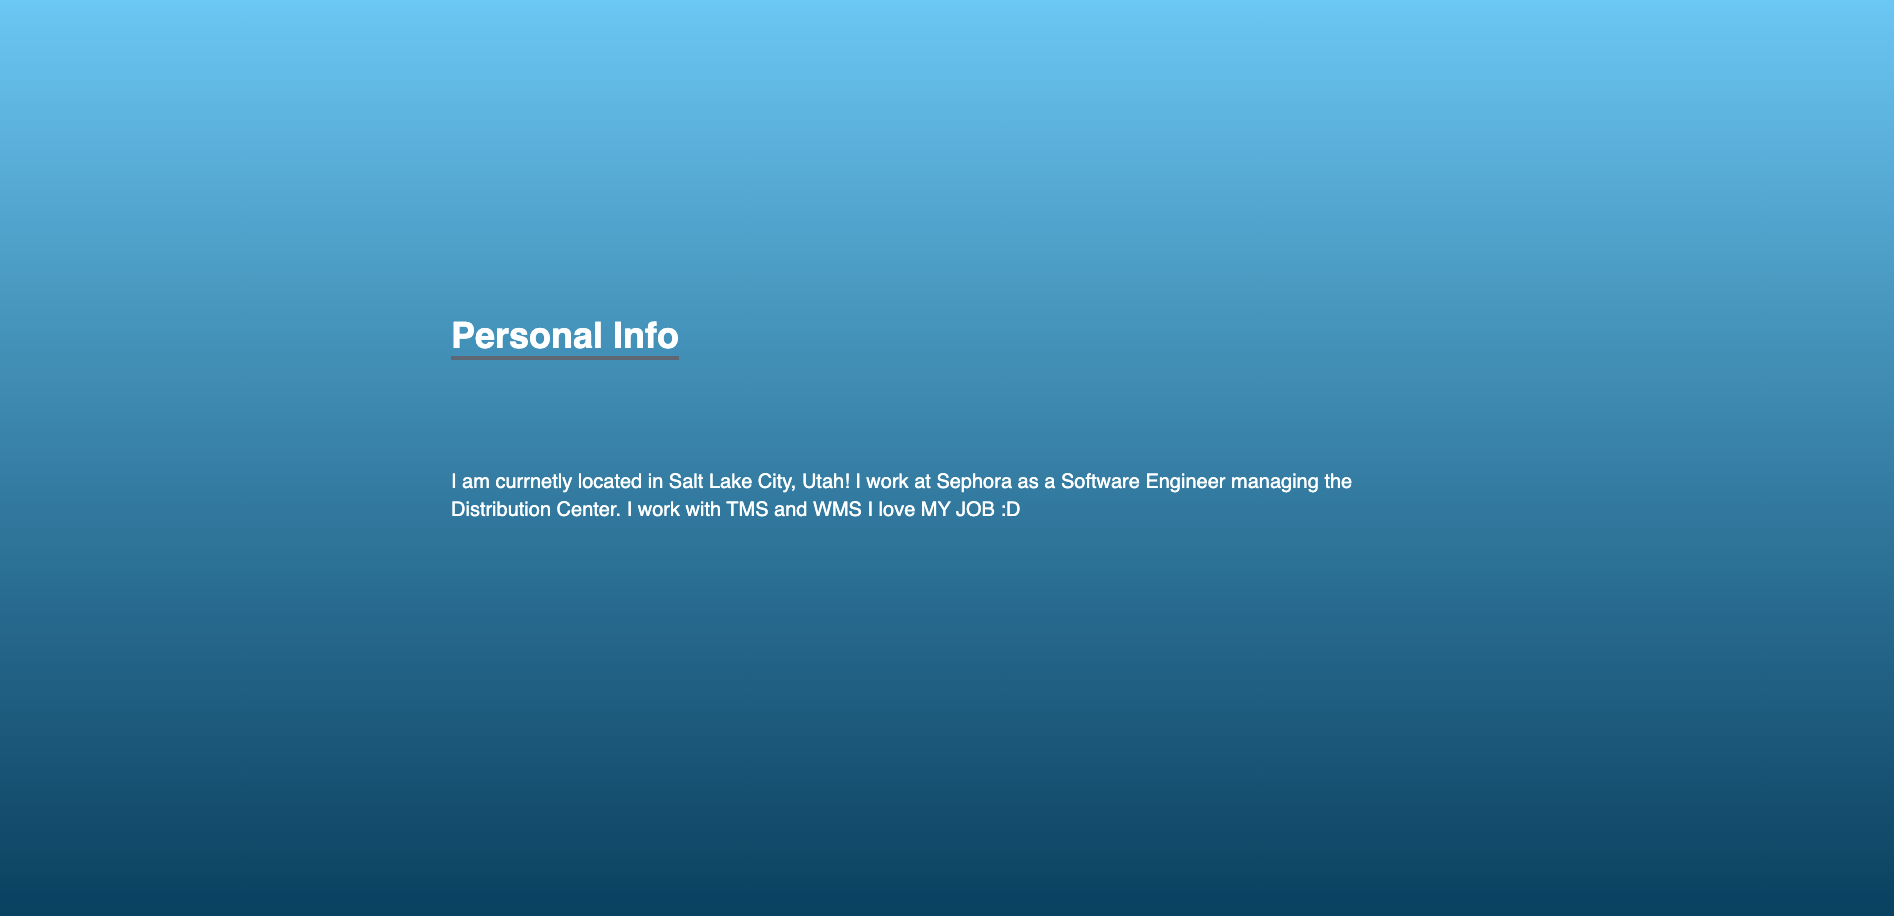 Personal Info
I am currnetly located in Salt Lake City, Utah! I work at Sephora as a Software Engineer managing the
Distribution Center. I work with TMS and WMS I love MY JOB :D